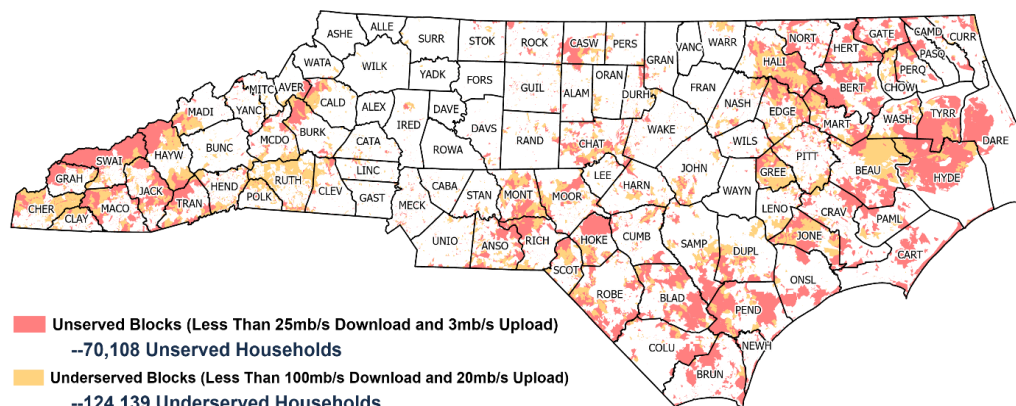 ASHE ALLE SURR STOK ROCK CASW PERS GRAN VANC WARR NORT HERT GATE CAMD CURR
PASQ
WATA WILK YADK FORS GUIL ALAM ORAN DURH FRAN HALI BERT CHOW PERQ
MITC AVER
MADI YANC CALD ALEX IRED DAVE DAVS RAND CHAT WAKE NASH EDGE MART WASH TYRR DARE
BURK
SWAI HAYW BUNC MCDO CATA ROWA WILS PITT BEAU HYDE
GRAH JACK HEND RUTH LINC LEE JOHN WAYN GREE
CHER MACO TRAN POLK CLEV GAST CABA STAN MONT MOOR HARN LENO CRAV PAML
CLAY MECK
UNIO ANSO RICH HOKE CUMB SAMP DUPL JONE CART
SCOT ROBE BLAD ONSL
PEND
COLU NEWH
BRUN
Unserved Blocks (Less Than 25mb/s Download and 3mb/s Upload)
--70,108 Unserved Households
Underserved Blocks (Less Than 100mb/s Download and 20mb/s Upload)
--124,139 Underserved Households